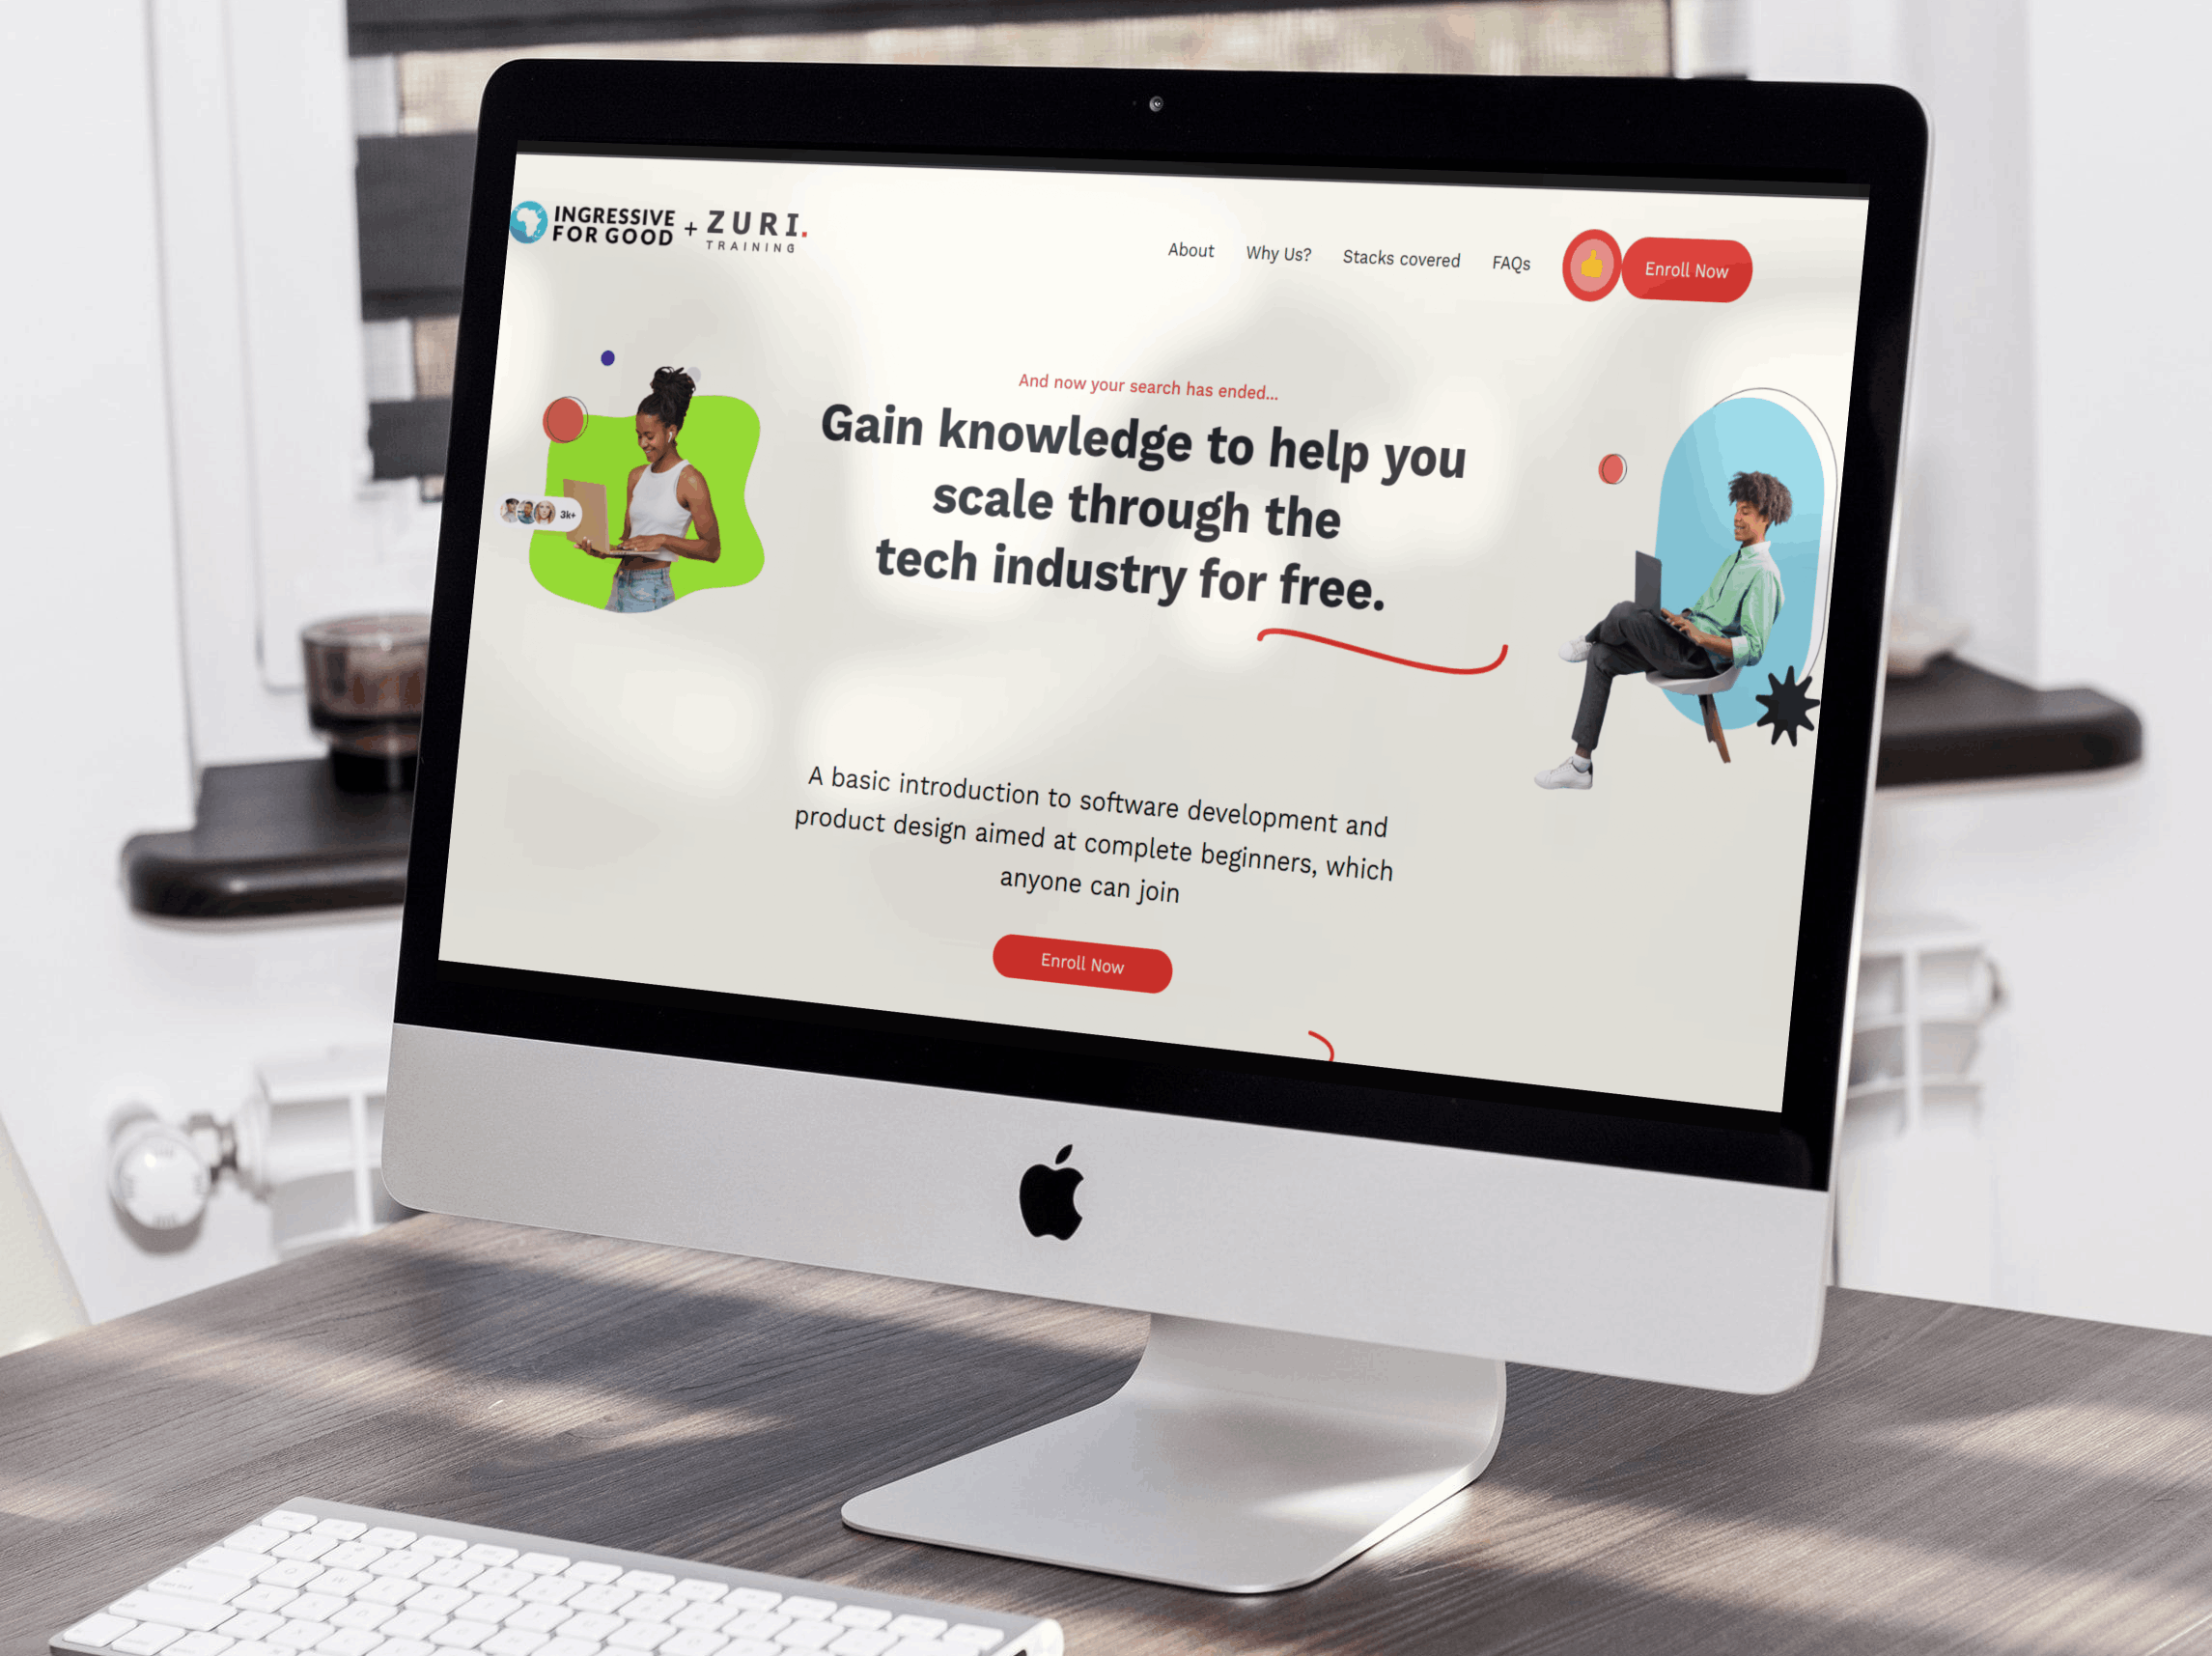 INGRESSIVE
FOR GOOD
+
ZURI.
TRAINING
About
Why Us?
Stacks covered
FAQs
Enroll Now
And now your search has ended...
Gain knowledge to help you
scale through the
tech industry for free.
3k+
A basic introduction to software development and
product design aimed at complete beginners, which
anyone can join
Enroll Now